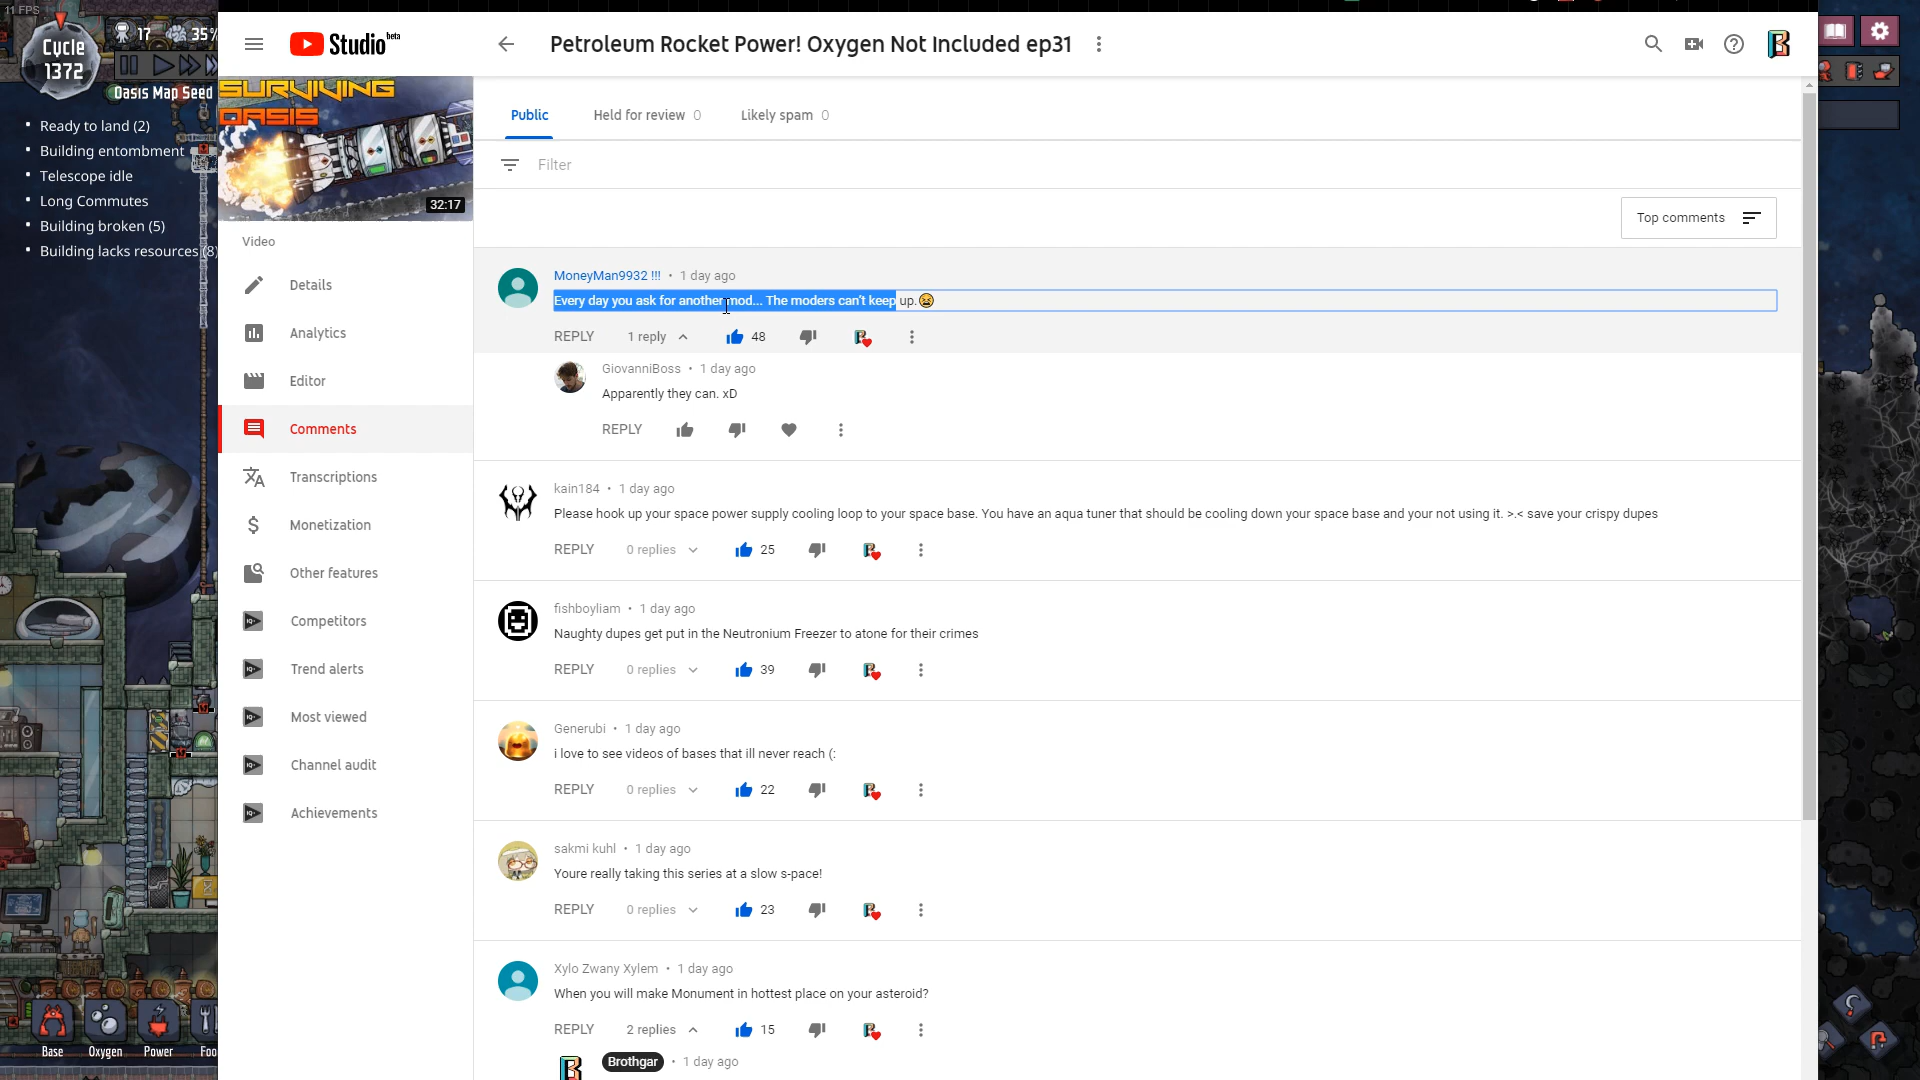 11 FPS
Cycle
1372
17
35%
Oasis Map Seed
Ready to land (2)
Building entombment
Telescope idle
Long Commutes
Building broken (5)
Building lacks resources (8)
Base
Oxygen
Power
Foo
Studio beta
SURVIVING
OASIS
32:17
Video
Details
Analytics
Editor
Comments
Transcriptions
Monetization
Other features
Competitors
Trend alerts
Most viewed
Channel audit
Achievements
Petroleum Rocket Power! Oxygen Not Included ep31
Public
Held for review 0
Likely spam 0
Filter
Top comments
MoneyMan9932 !!! • 1 day ago
Every day you ask for another mod... The moders can't keep up.😫
REPLY 1 reply 48
GiovanniBoss • 1 day ago
Apparently they can. xD
REPLY
kain184 • 1 day ago
Please hook up your space power supply cooling loop to your space base. You have an aqua tuner that should be cooling down your space base and your not using it. >.< save your crispy dupes
REPLY 0 replies 25
fishboyliam • 1 day ago
Naughty dupes get put in the Neutronium Freezer to atone for their crimes
REPLY 0 replies 39
Generubi • 1 day ago
i love to see videos of bases that ill never reach (:
REPLY 0 replies 22
sakmi kuhl • 1 day ago
Youre really taking this series at a slow s-pace!
REPLY 0 replies 23
Xylo Zwany Xylem • 1 day ago
When you will make Monument in hottest place on your asteroid?
REPLY 2 replies 15
Brothgar • 1 day ago